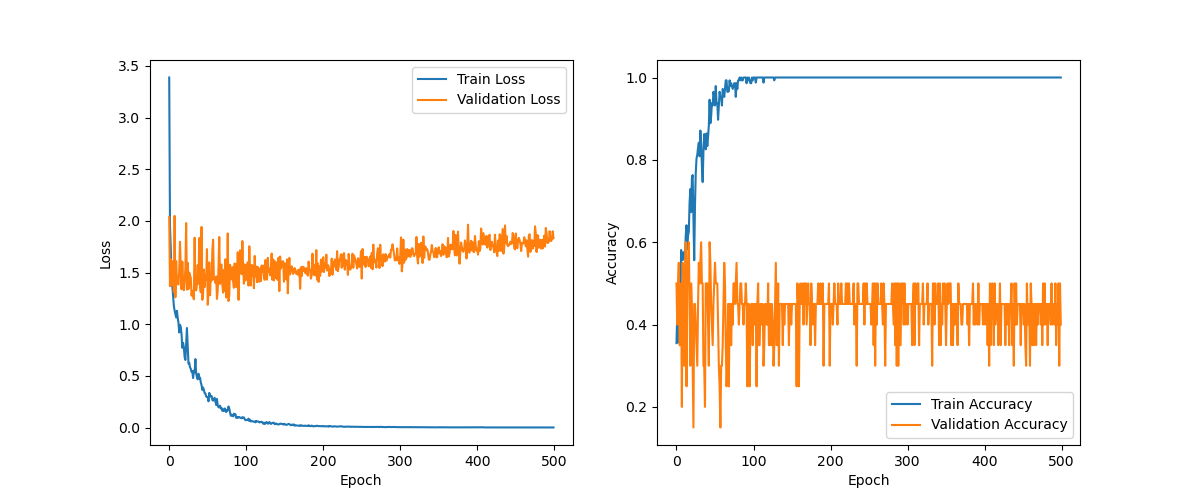 3.5
3.0
2.5
2.0
1.5
1.0
0.5
0.0
Loss
0 100 200 300 400 500
Epoch
Train Loss
Validation Loss
1.0
0.8
0.6
0.4
0.2
Accuracy
0 100 200 300 400 500
Epoch
Train Accuracy
Validation Accuracy